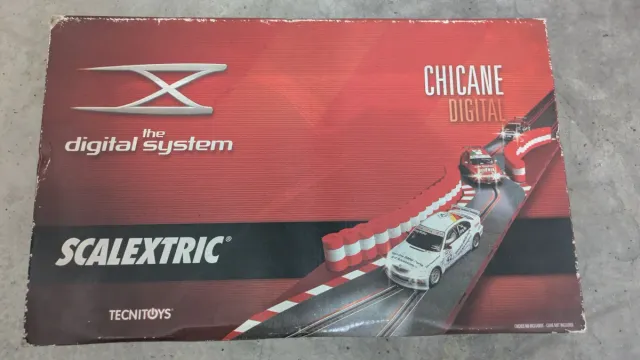 CHICANE
DIGITAL
the
digital system
SCALEXTRIC®
TECNITOYS